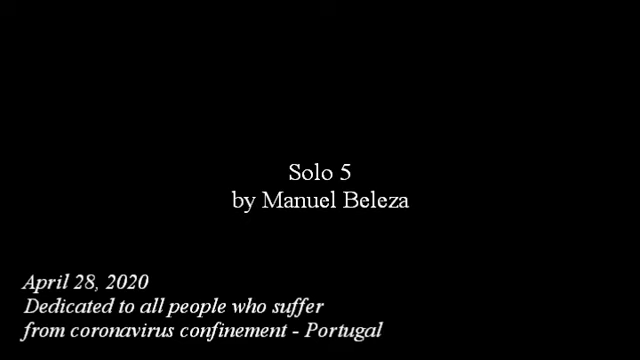 Solo 5
by Manuel Beleza
April 28, 2020
Dedicated to all people who suffer
from coronavirus confinement - Portugal